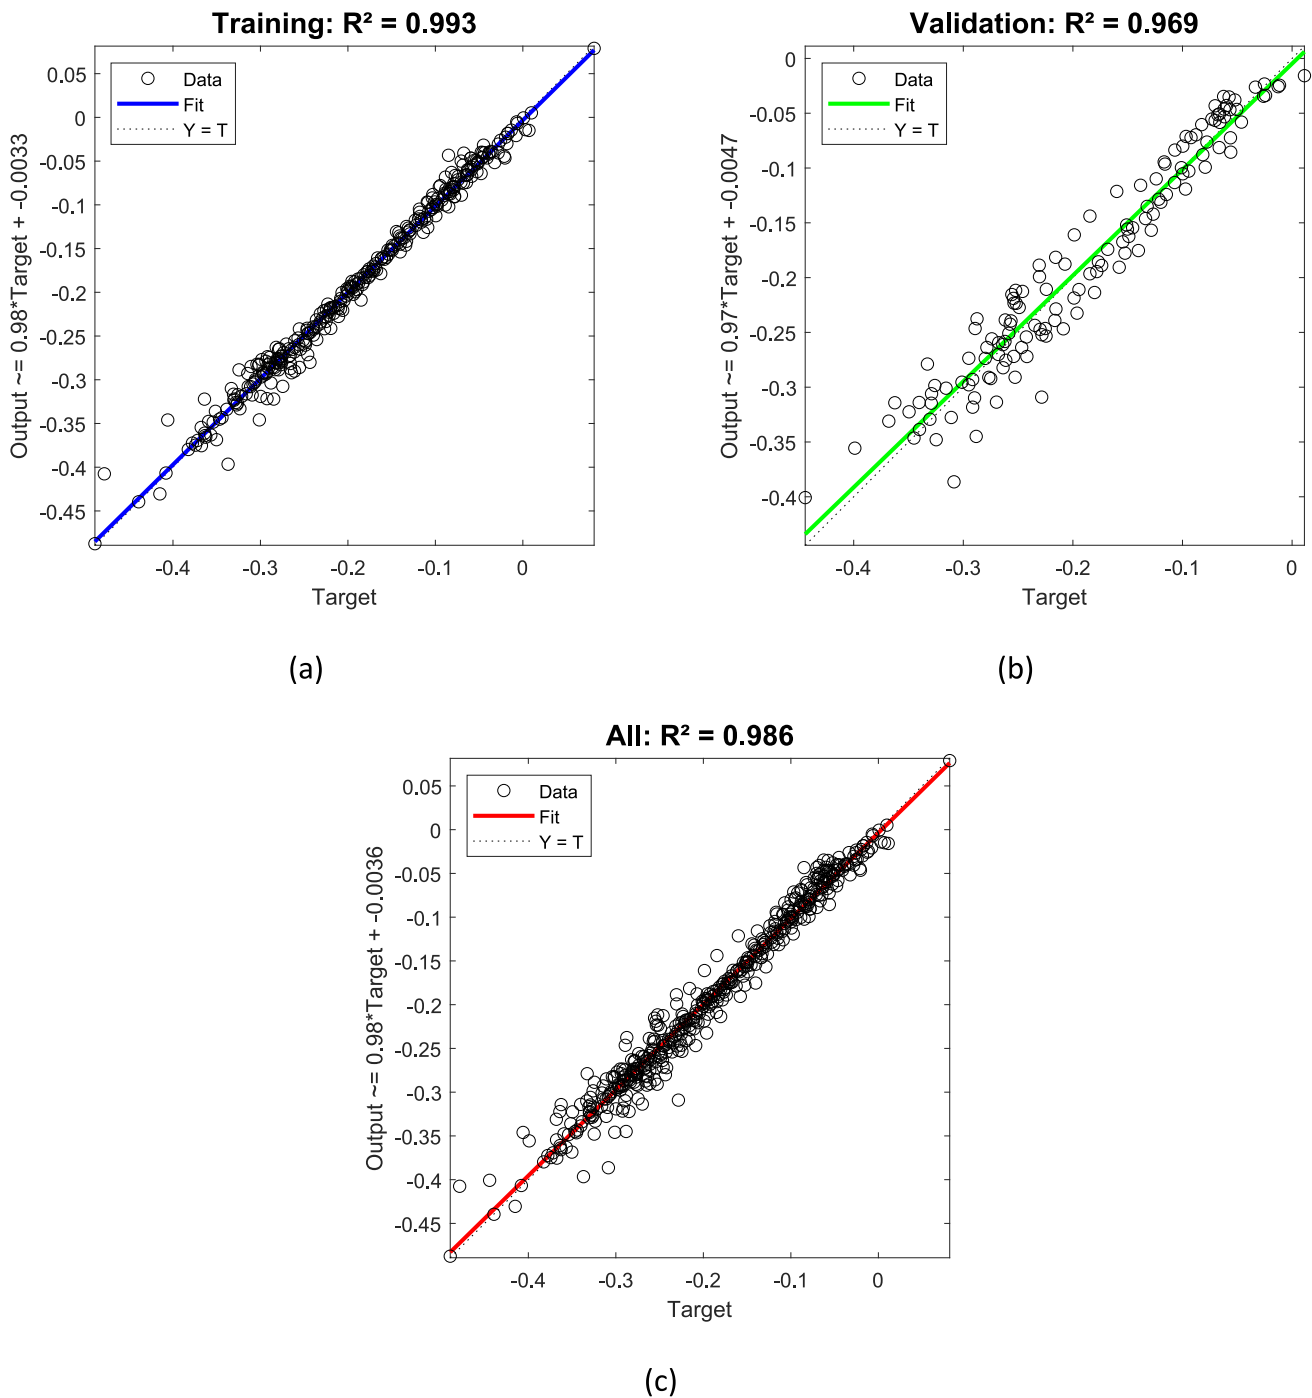 Training: R² = 0.993
Data
Fit
Y = T
0.05
0
-0.05
-0.1
-0.15
-0.2
-0.25
-0.3
-0.35
-0.4
-0.45
Output ~= 0.98*Target + -0.0033
-0.4 -0.3 -0.2 -0.1 0
Target
(a)
Validation: R² = 0.969
Data
Fit
Y = T
0
-0.05
-0.1
-0.15
-0.2
-0.25
-0.3
-0.35
-0.4
Output ~= 0.97*Target + -0.0047
-0.4 -0.3 -0.2 -0.1 0
Target
(b)
All: R² = 0.986
Data
Fit
Y = T
0.05
0
-0.05
-0.1
-0.15
-0.2
-0.25
-0.3
-0.35
-0.4
-0.45
Output ~= 0.98*Target + -0.0036
-0.4 -0.3 -0.2 -0.1 0
Target
(c)